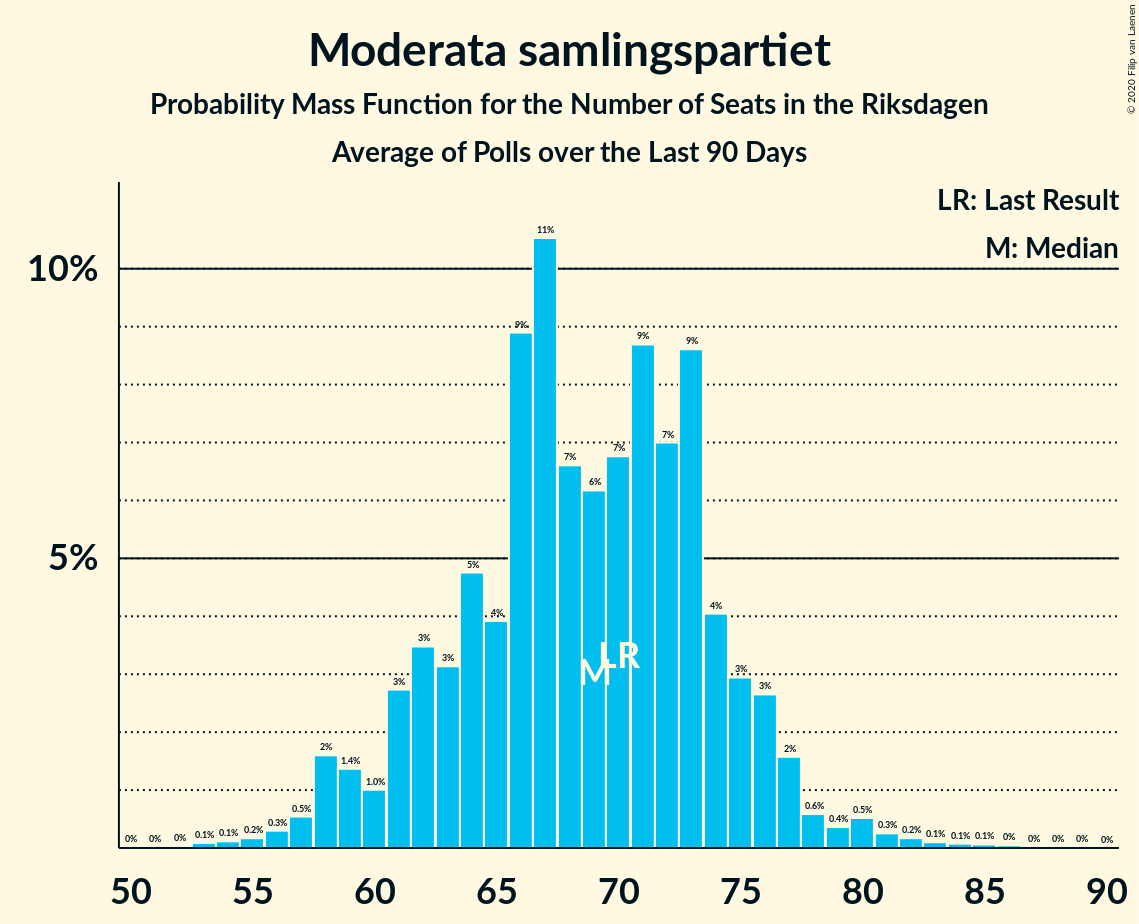 Moderata samlingspartiet
Probability Mass Function for the Number of Seats in the Riksdagen
Average of Polls over the Last 90 Days
© 2020 Filip van Laenen
LR: Last Result
M: Median
10%
5%
0% 0% 0% 0.1% 0.1% 0.2% 0.3% 0.5% 2% 1.4% 1.0% 3% 3% 3% 5% 4% 9% 11% 7% 6% 7% 9% 7% 9% 4% 3% 3% 2% 0.6% 0.4% 0.5% 0.3% 0.2% 0.1% 0.1% 0.1% 0% 0% 0% 0% 0%
M LR
50 55 60 65 70 75 80 85 90